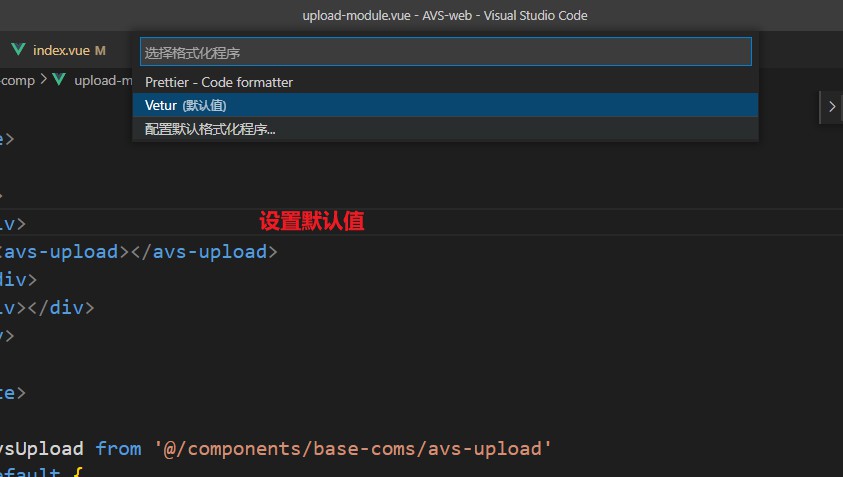 upload-module.vue - AVS-web - Visual Studio Code
index.vue M
选择格式化程序
-comp > upload-m
Prettier - Code formatter
Vetur (默认值)
配置默认格式化程序...
e>
>
iv>
设置默认值
<avs-upload></avs-upload>
div>
iv></div>
v>
te>
vsUpload from '@/components/base-coms/avs-upload'
efault {